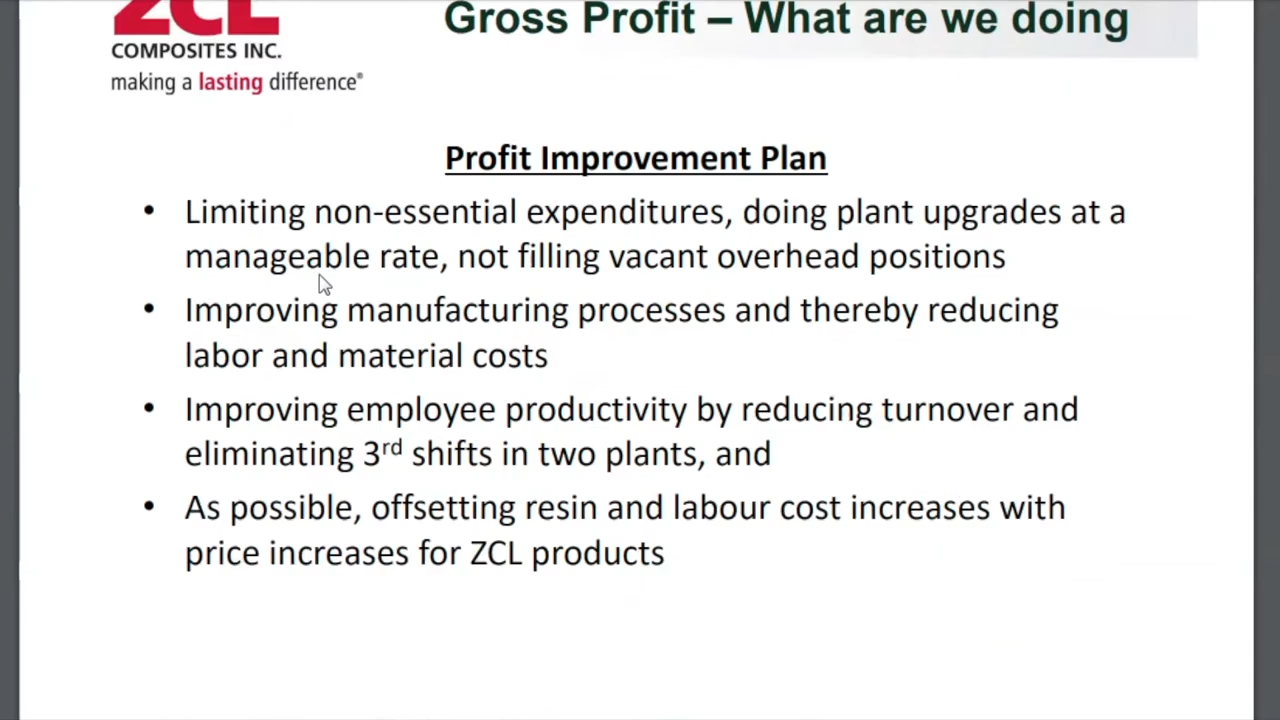 ZCL
Gross Profit – What are we doing
COMPOSITES INC.
making a lasting difference®
Profit Improvement Plan
• Limiting non-essential expenditures, doing plant upgrades at a
manageable rate, not filling vacant overhead positions
• Improving manufacturing processes and thereby reducing
labor and material costs
• Improving employee productivity by reducing turnover and
eliminating 3rd shifts in two plants, and
• As possible, offsetting resin and labour cost increases with
price increases for ZCL products